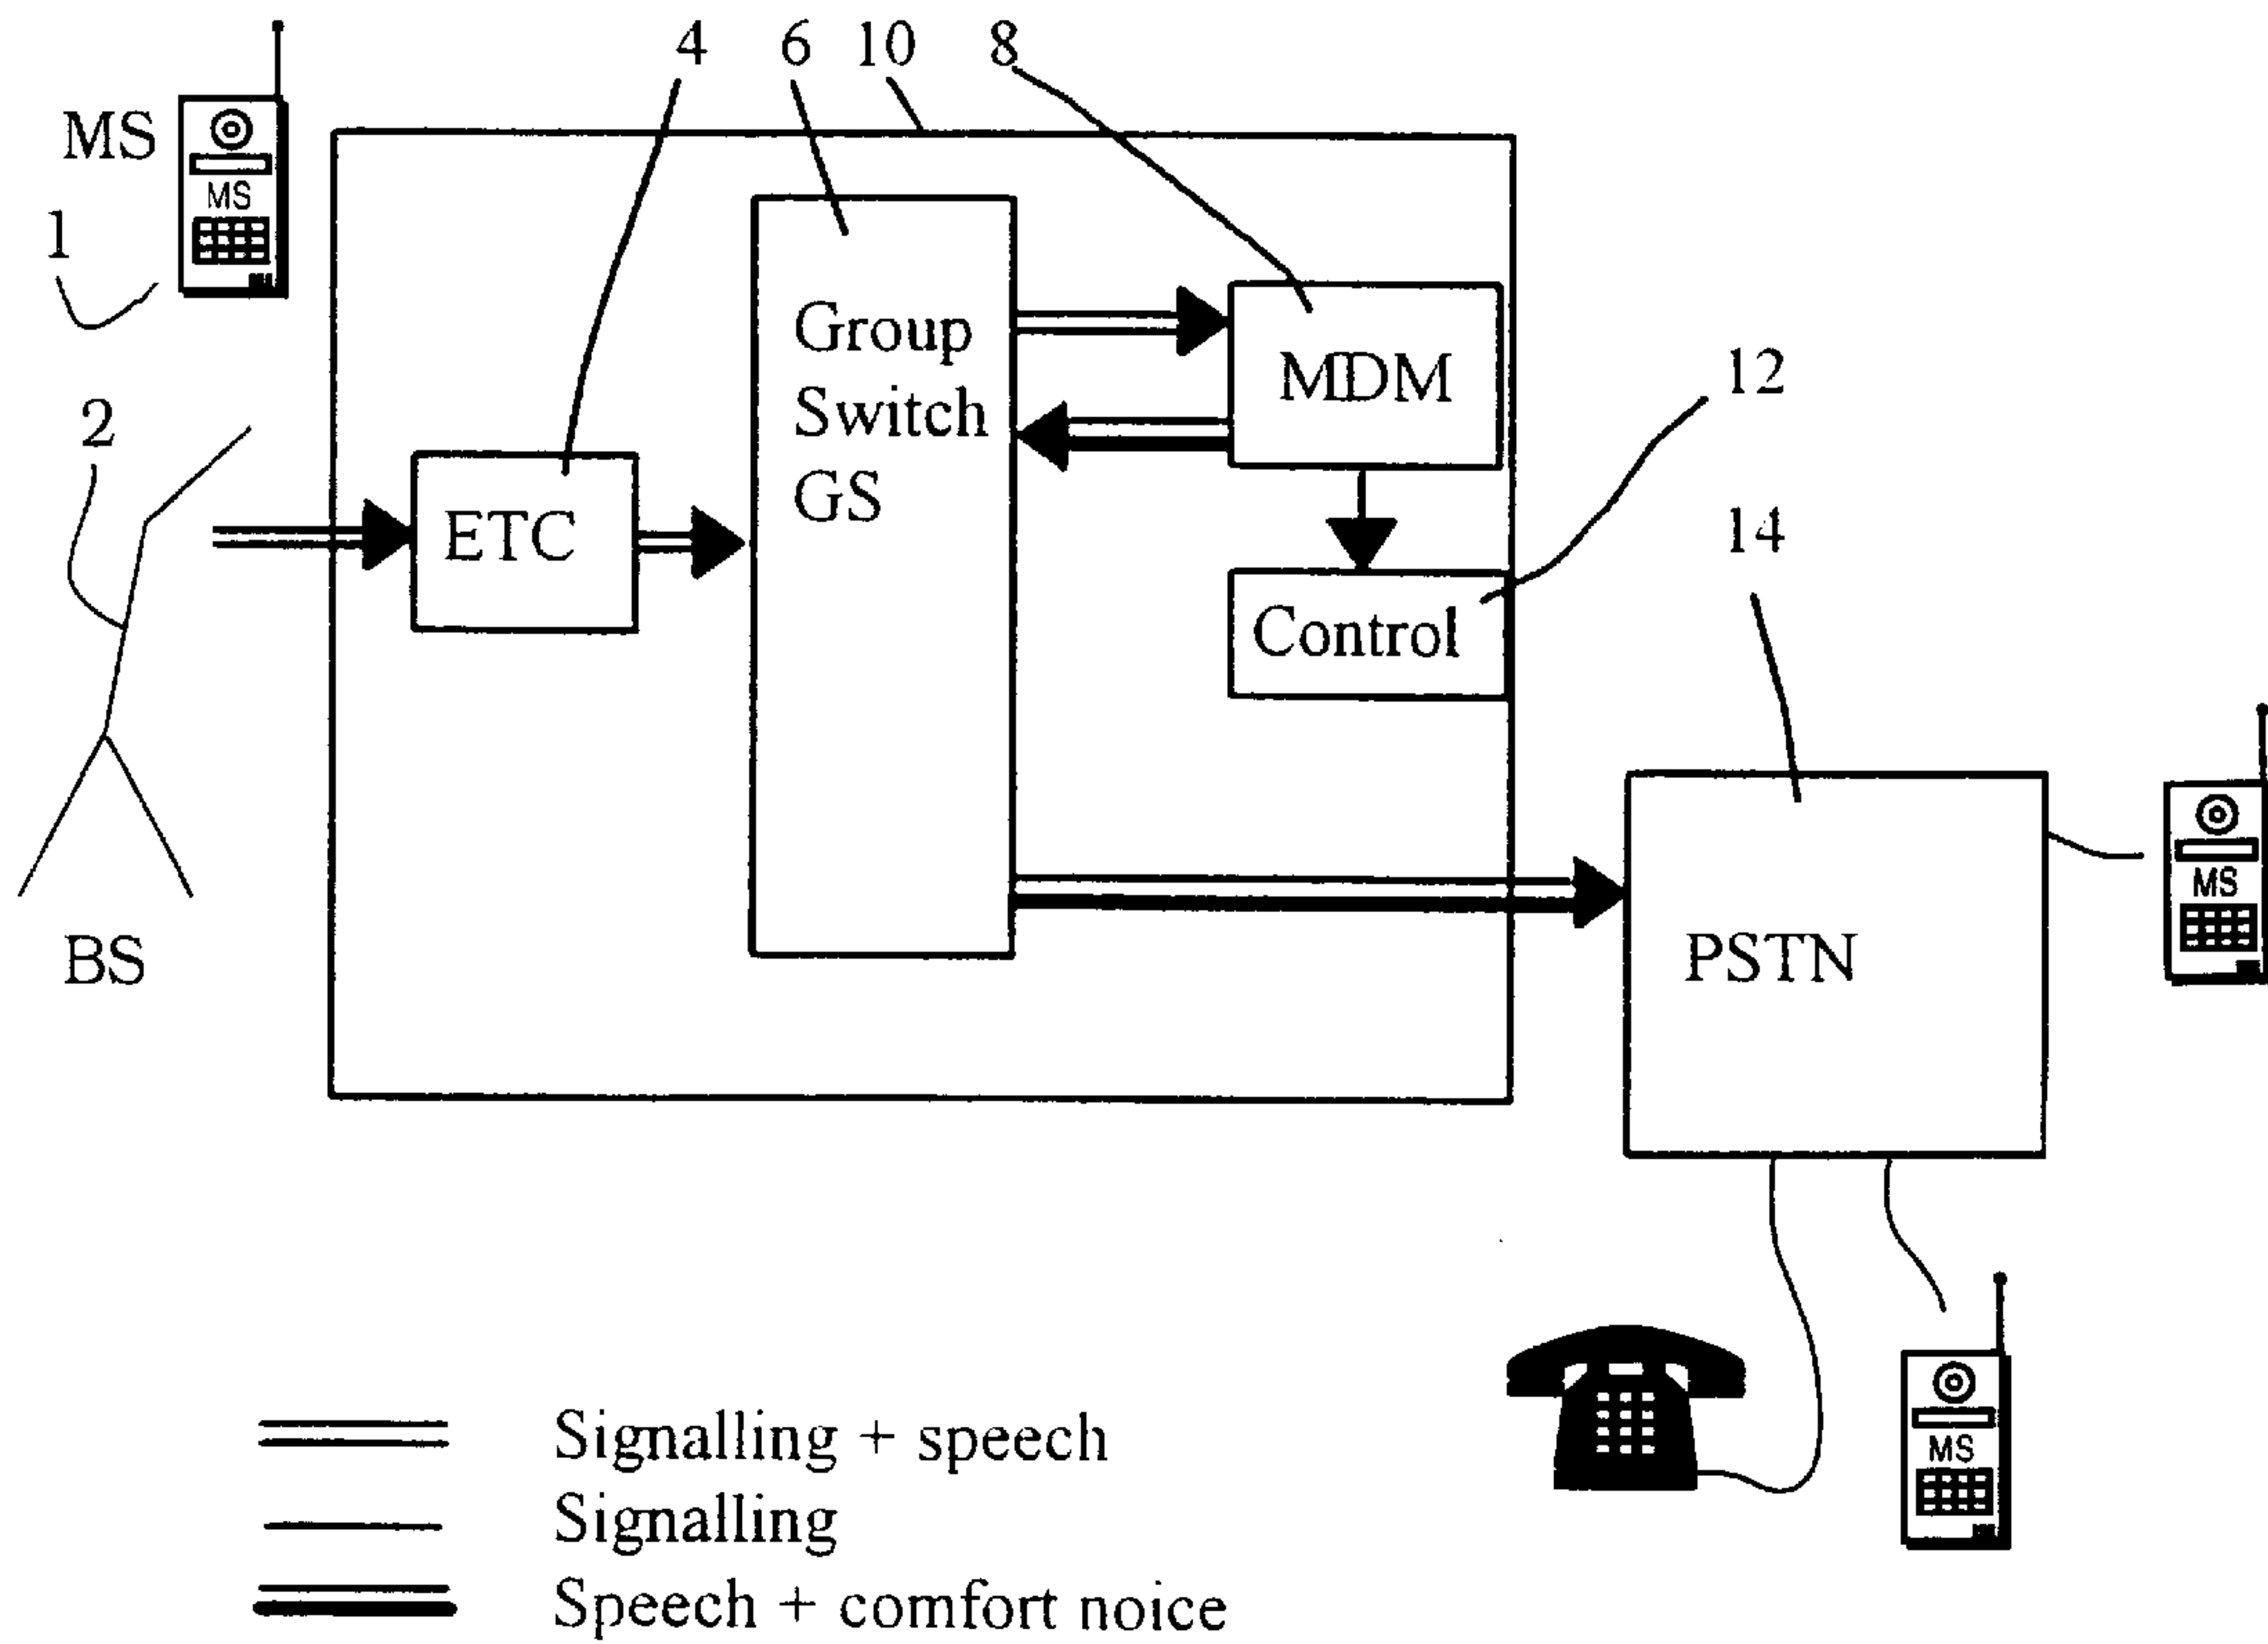 4 6 10 8
MS
MS
1
2
12
14
Group
Switch
GS
MDM
ETC
Control
PSTN
MS
BS
MS
Signalling + speech
Signalling
Speech + comfort noice